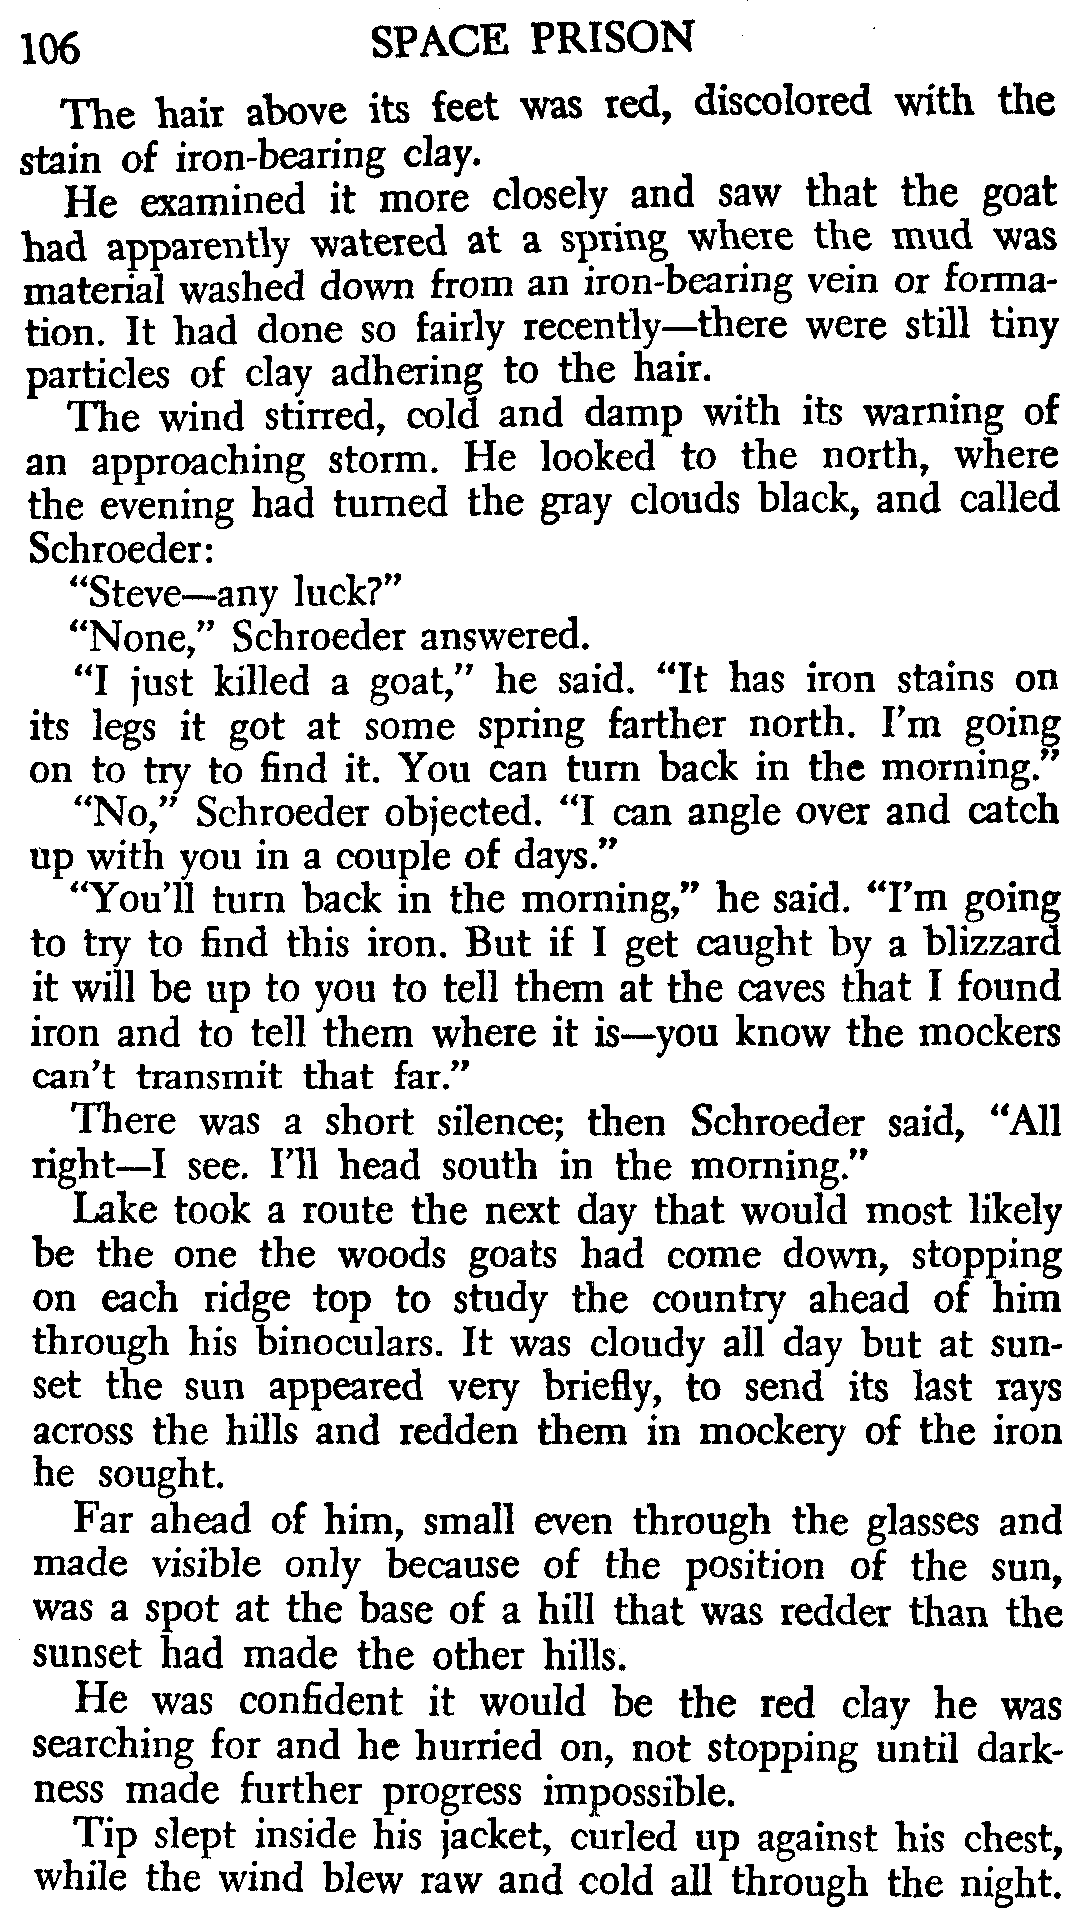 106 SPACE PRISON
The hair above its feet was red, discolored with the
stain of iron-bearing clay.
He examined it more closely and saw that the goat
had apparently watered at a spring where the mud was
material washed down from an iron-bearing vein or forma-
tion. It had done so fairly recently—there were still tiny
particles of clay adhering to the hair.
The wind stirred, cold and damp with its warning of
an approaching storm. He looked to the north, where
the evening had turned the gray clouds black, and called
Schroeder:
“Steve—any luck?”
“None,” Schroeder answered.
“I just killed a goat,” he said. “It has iron stains on
its legs it got at some spring farther north. I’m going
on to try to find it. You can turn back in the morning.”
“No,” Schroeder objected. “I can angle over and catch
up with you in a couple of days.”
“You’ll turn back in the morning,” he said. “I’m going
to try to find this iron. But if I get caught by a blizzard
it will be up to you to tell them at the caves that I found
iron and to tell them where it is—you know the mockers
can’t transmit that far.”
There was a short silence; then Schroeder said, “All
right—I see. I’ll head south in the morning.”
Lake took a route the next day that would most likely
be the one the woods goats had come down, stopping
on each ridge top to study the country ahead of him
through his binoculars. It was cloudy all day but at sun-
set the sun appeared very briefly, to send its last rays
across the hills and redden them in mockery of the iron
he sought.
Far ahead of him, small even through the glasses and
made visible only because of the position of the sun,
was a spot at the base of a hill that was redder than the
sunset had made the other hills.
He was confident it would be the red clay he was
searching for and he hurried on, not stopping until dark-
ness made further progress impossible.
Tip slept inside his jacket, curled up against his chest,
while the wind blew raw and cold all through the night.